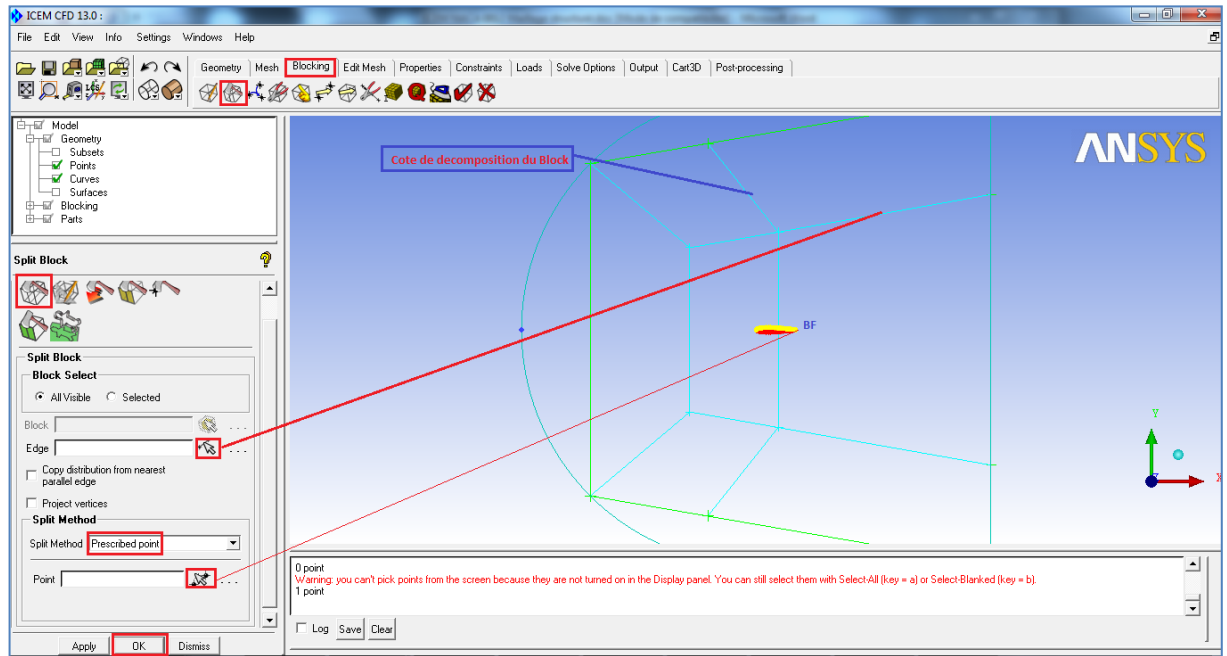 ICEM CFD 13.0 :
File Edit View Info Settings Windows Help
Geometry Mesh Blocking Edit Mesh Properties Constraints Loads Solve Options Output Cart3D Post-processing
Model
Geometry
Subsets
Points
Curves
Surfaces
Blocking
Parts
Split Block
Split Block
Block Select
All Visible Selected
Block ...
Edge ...
Copy distribution from nearest
parallel edge
Project vertices
Split Method
Split Method Prescribed point
Point ...
Apply OK Dismiss
Cote de decomposition du Block
ANSYS
BF
Y
X
0 point
Warning: you can't pick points from the screen because they are not turned on in the Display panel. You can still select them with Select-All (key = a) or Select-Blanked (key = b).
1 point
Log Save Clear